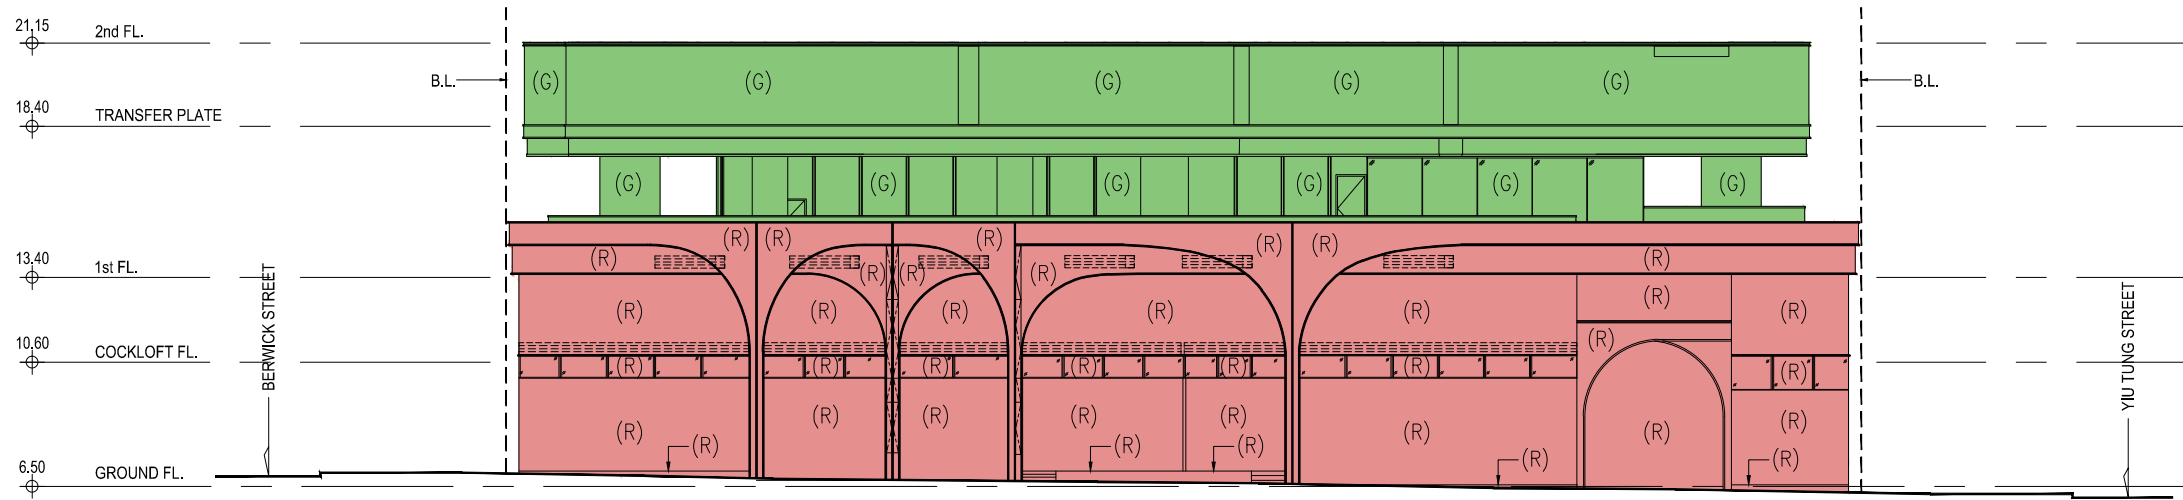 21.15 2nd FL.
B.L. B.L.
(G) (G) (G) (G) (G)
18.40 TRANSFER PLATE
(G) (G) (G) (G) (G) (G)
(R) (R) (R) (R) (R)
13.40 1st FL.
(R) (R) (R) (R) (R)
(R) (R) (R) (R) (R) (R) (R)
10.60 COCKLOFT FL.
(R)
(R) (R) (R) (R) (R) (R) (R)
(R) (R) (R) (R) (R) (R) (R) (R)
(R) (R) (R) (R) (R)
6.50 GROUND FL.
BERWICK STREET
YIU TUNG STREET